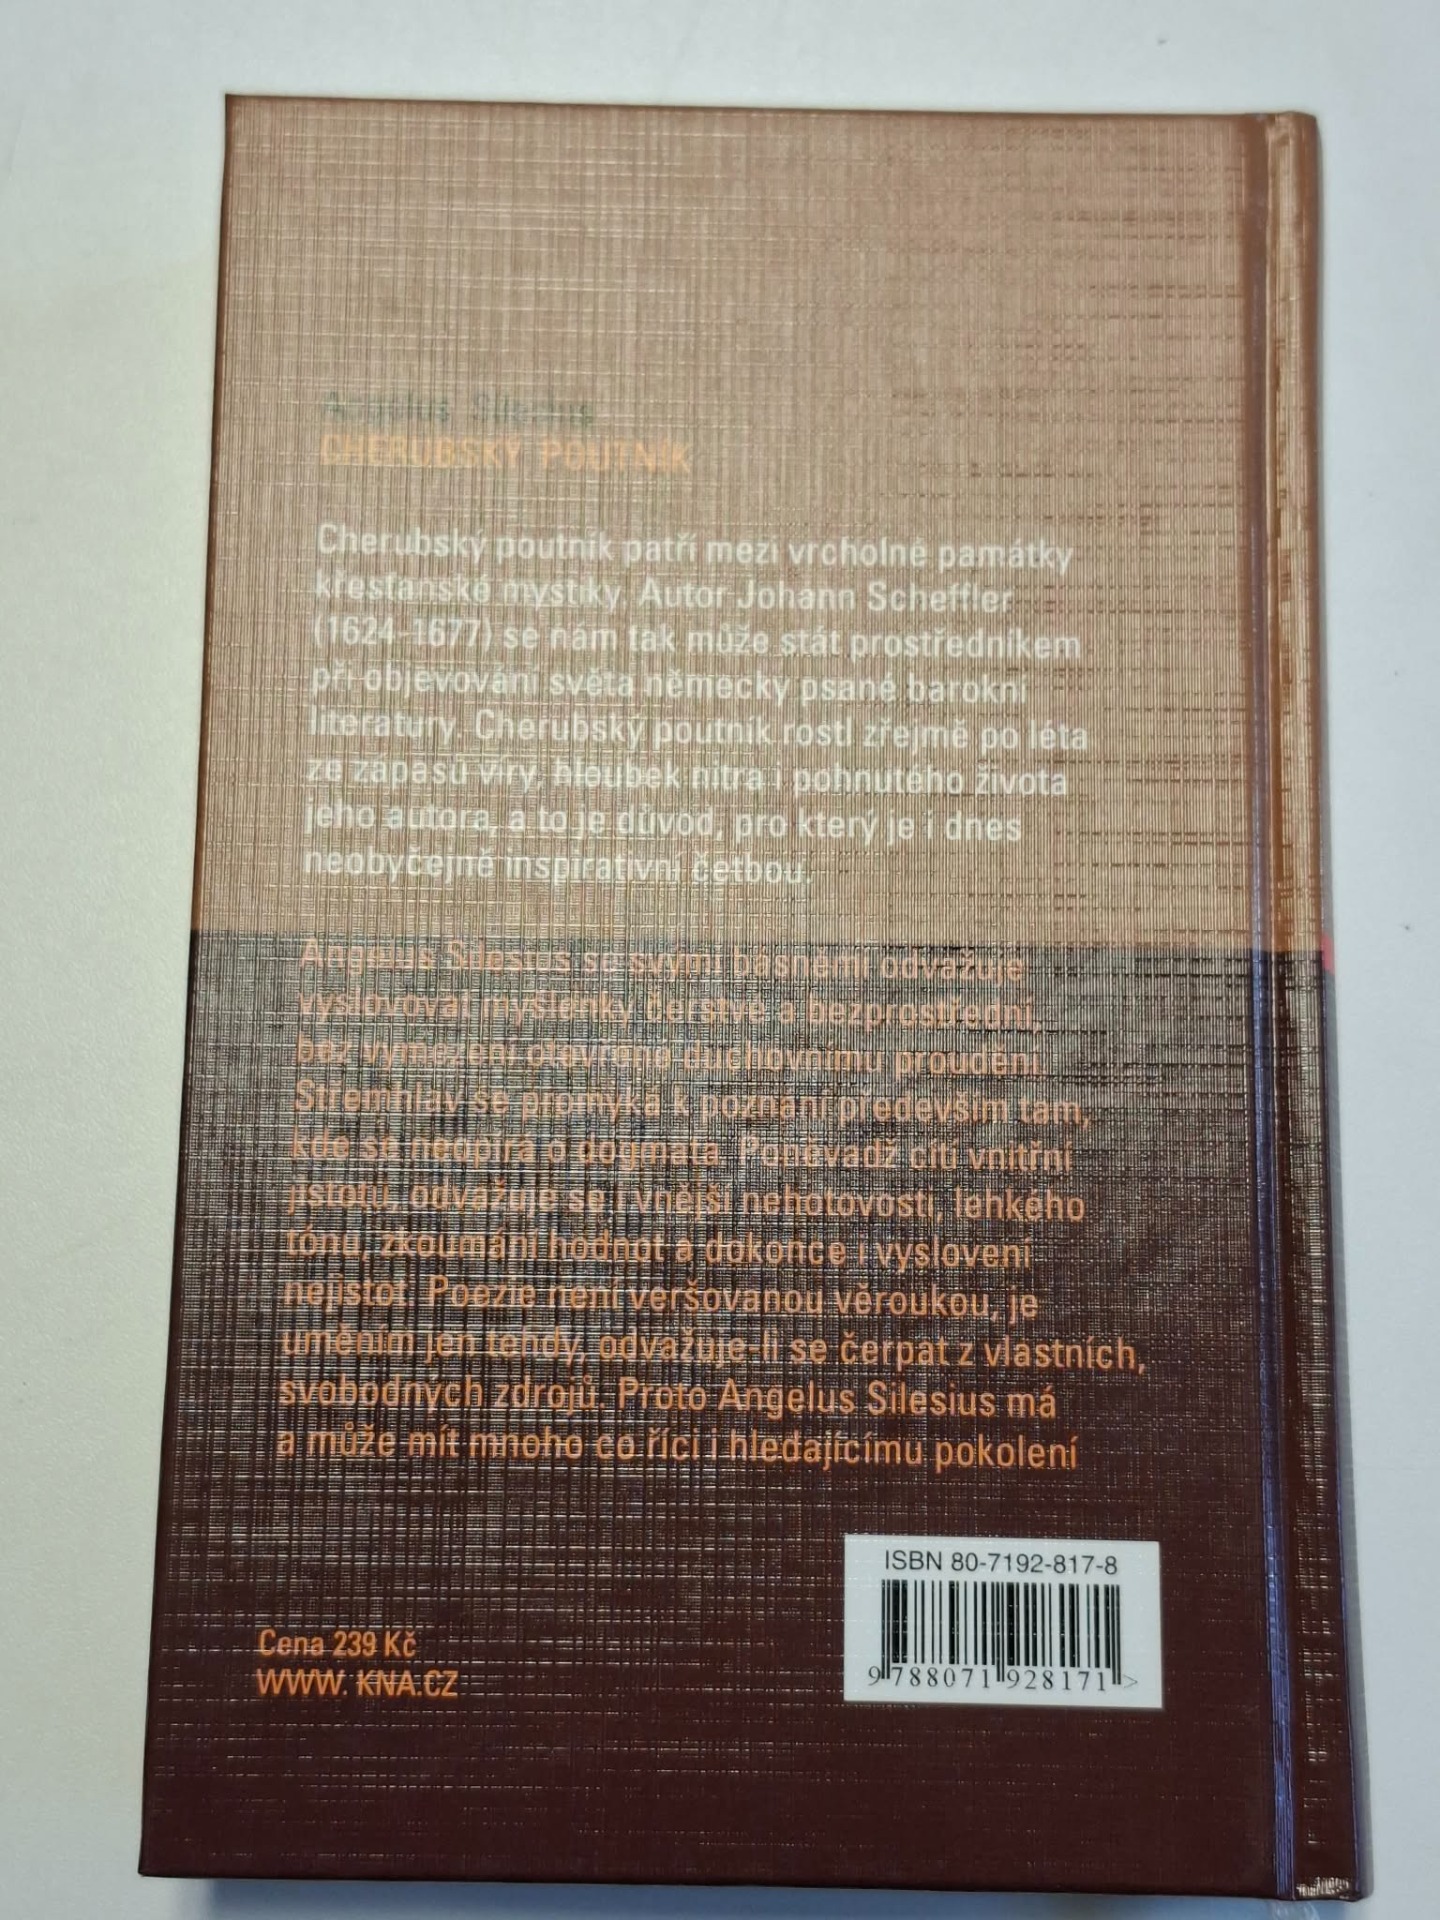 Angelus Silesius
CHERUBSKÝ POUTNÍK
Cherubský poutník patří mezi vrcholné památky
křesťanské mystiky. Autor Johann Scheffler
(1624-1677) se nám tak může stát prostředníkem
při objevování světa německy psané barokní
literatury. Cherubský poutník rostl zřejmě po léta
ze zápasů víry, hloubek nitra i pohnutého života
jeho autora, a to je důvod, pro který je i dnes
neobyčejně inspirativní četbou.
Angelus Silesius se svými básněmi odvažuje
vyslovovat myšlenky čerstvé a bezprostřední,
bez vymezení otevřené duchovnímu proudění.
Střemhlav se promyká k poznání především tam,
kde se neopírá o dogmata. Poněvadž cítí vnitřní
jistotu, odvažuje se i vnější nehotovosti, lehkého
tónu, zkoumání hodnot a dokonce i vyslovení
nejistot. Poezie není veršovanou věroukou, je
uměním jen tehdy, odvažuje-li se čerpat z vlastních,
svobodných zdrojů. Proto Angelus Silesius má
a může mít mnoho co říci i hledajícímu pokolení
ISBN 80-7192-817-8
9 788071 928171 >
Cena 239 Kč
WWW. KNA.CZ